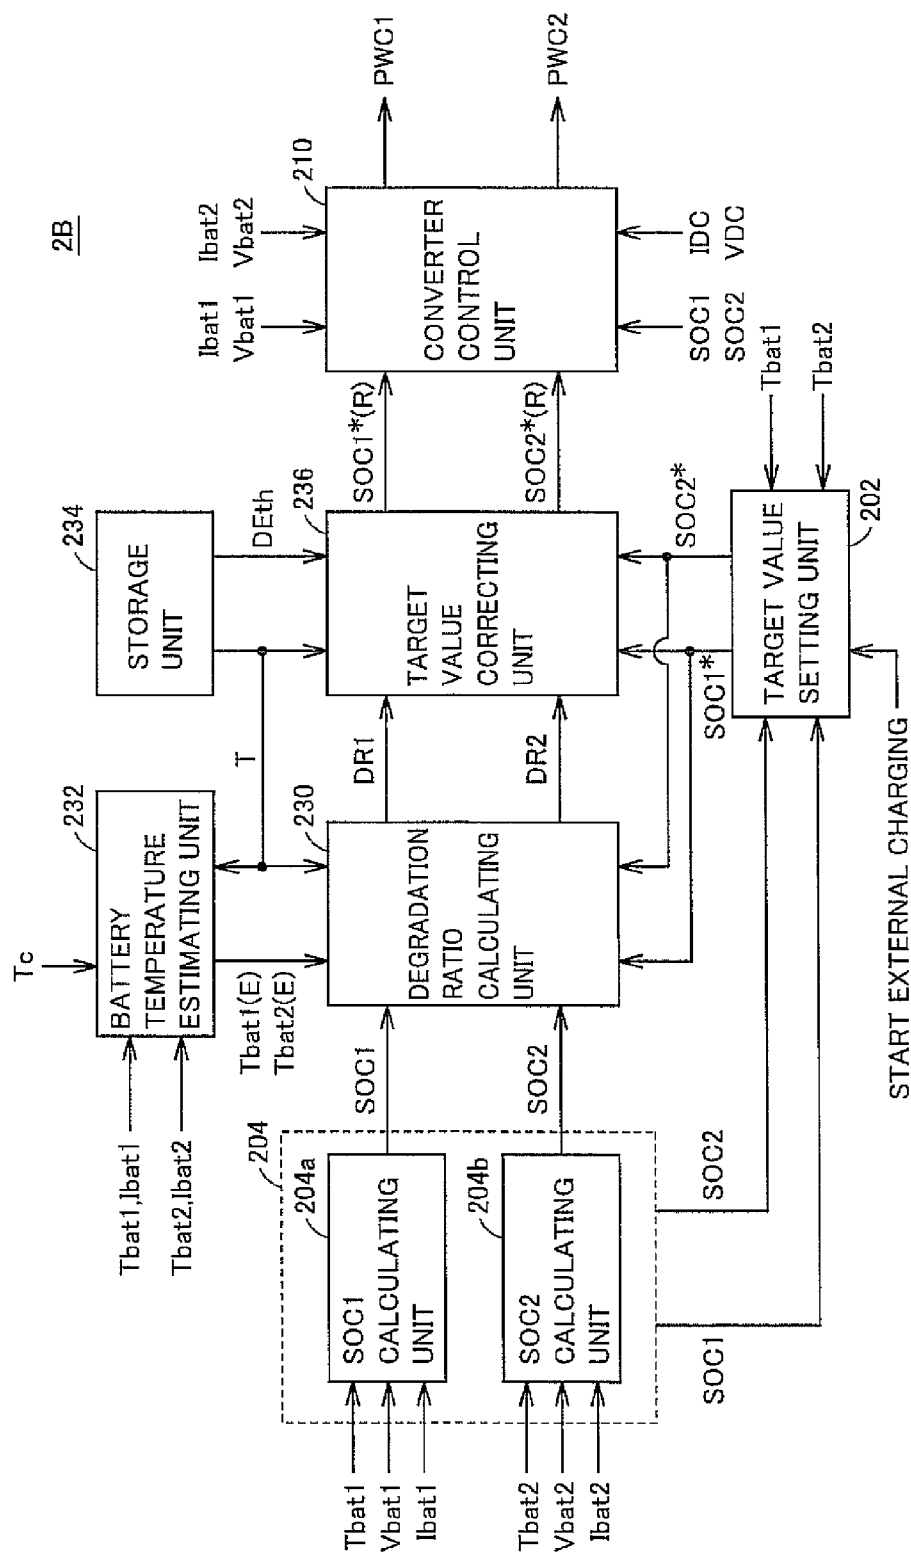 2B
Tc
Tbat1,Ibat1
Tbat2,Ibat2
232
BATTERY
TEMPERATURE
ESTIMATING UNIT
234
STORAGE
UNIT
T
DEth
Tbat1(E)
Tbat2(E)
204
204a
SOC1
CALCULATING
UNIT
Tbat1
Vbat1
Ibat1
204b
SOC2
CALCULATING
UNIT
Tbat2
Vbat2
Ibat2
SOC1
SOC2
230
DEGRADATION
RATIO
CALCULATING
UNIT
DR1
DR2
236
TARGET
VALUE
CORRECTING
UNIT
SOC1*(R)
SOC2*(R)
Ibat1
Vbat1
Ibat2
Vbat2
210
CONVERTER
CONTROL
UNIT
PWC1
PWC2
SOC1
SOC2
IDC
VDC
SOC1*
SOC2*
Tbat1
Tbat2
TARGET VALUE
SETTING UNIT
202
SOC2
SOC1
START EXTERNAL CHARGING